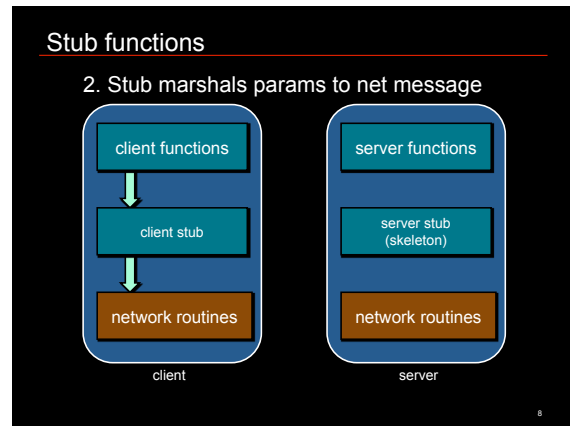 Stub functions
2. Stub marshals params to net message
client functions
client stub
network routines
client
server functions
server stub
(skeleton)
network routines
server
8